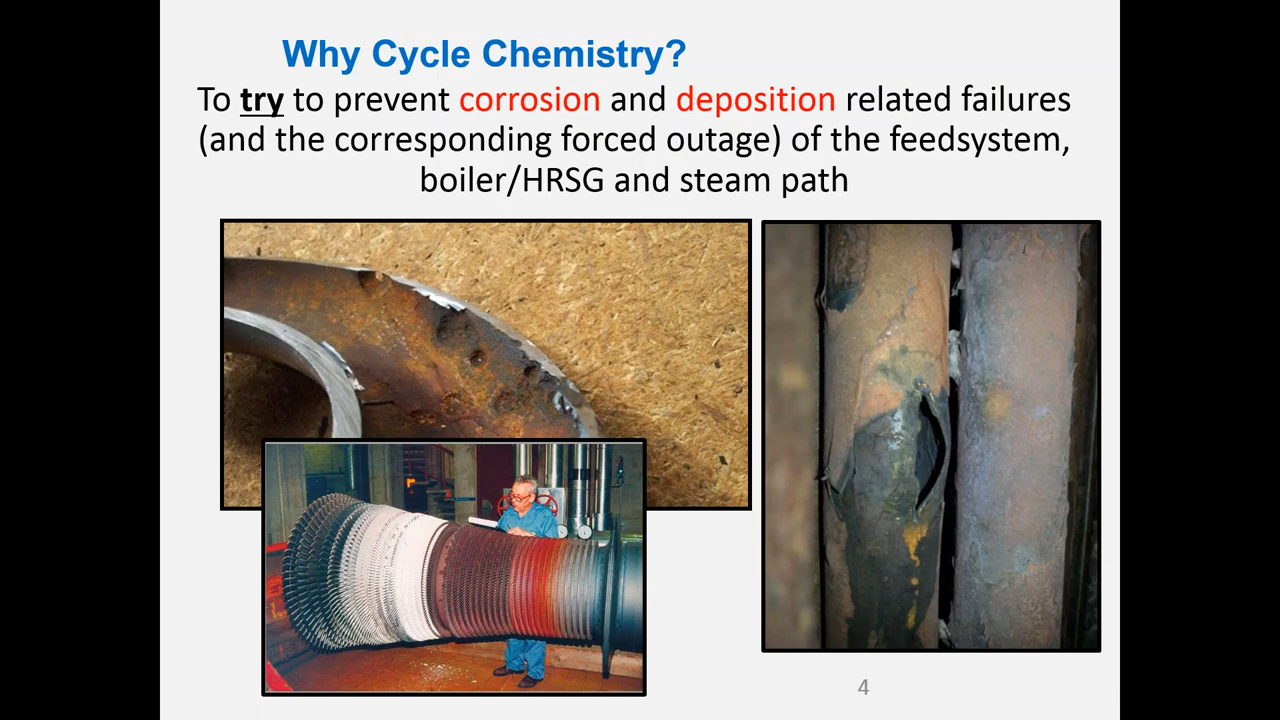 Why Cycle Chemistry?
To try to prevent corrosion and deposition related failures
(and the corresponding forced outage) of the feedsystem,
boiler/HRSG and steam path
4